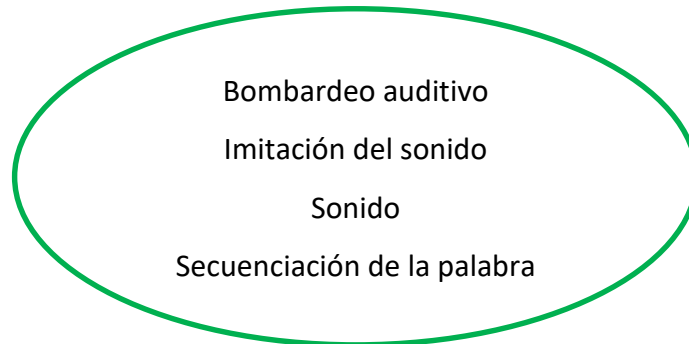 Bombardeo auditivo
Imitación del sonido
Sonido
Secuenciación de la palabra